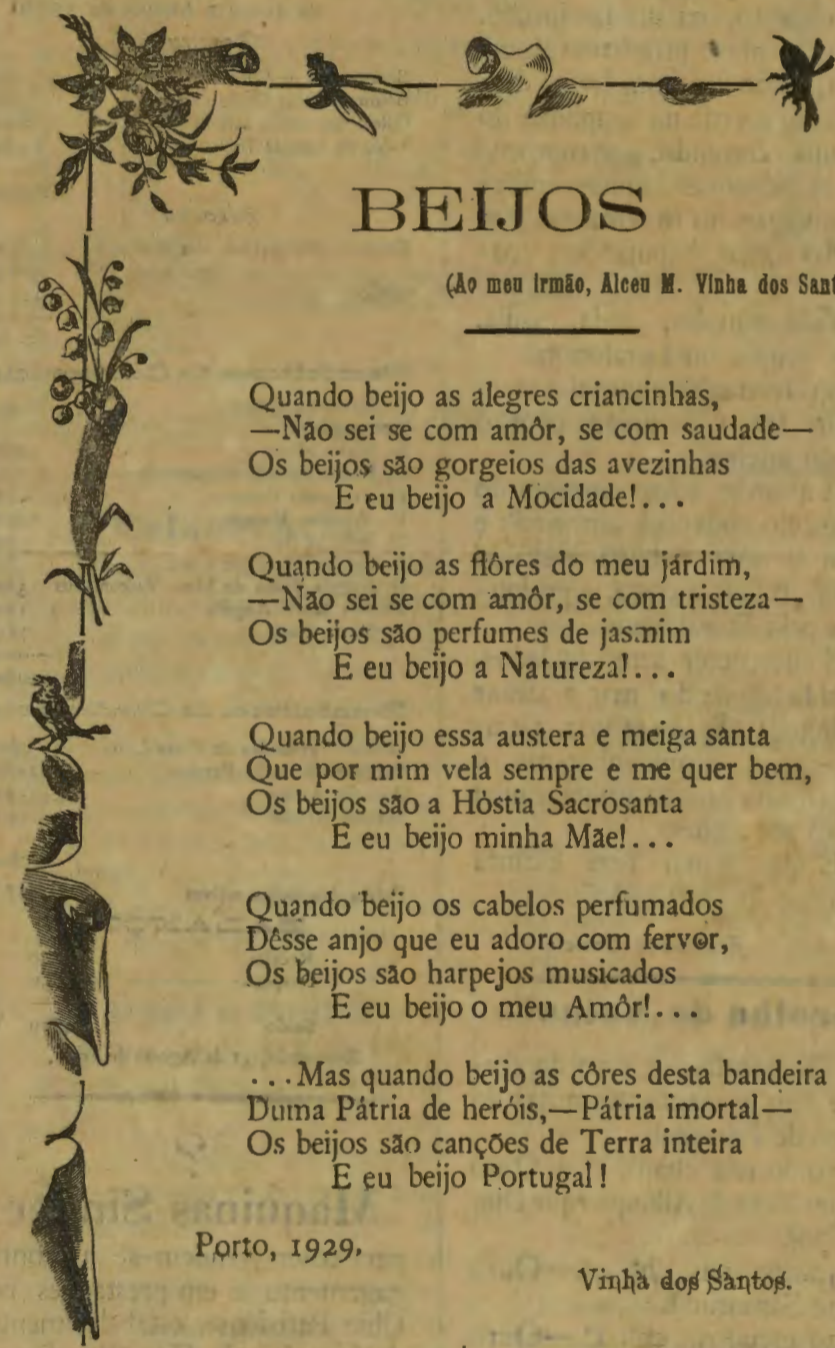 BEIJOS
(Ao meu irmão, Alceu M. Vinha dos Sant
Quando beijo as alegres criancinhas,
—Não sei se com amôr, se com saudade—
Os beijos são gorgeios das avezinhas
E eu beijo a Mocidade!...
Quando beijo as flôres do meu járdim,
—Não sei se com amôr, se com tristeza—
Os beijos são perfumes de jasmim
E eu beijo a Natureza!...
Quando beijo essa austera e meiga santa
Que por mim vela sempre e me quer bem,
Os beijos são a Hóstia Sacrosanta
E eu beijo minha Mãe!...
Quando beijo os cabelos perfumados
Dêsse anjo que eu adoro com fervor,
Os beijos são harpejos musicados
E eu beijo o meu Amôr!...
...Mas quando beijo as côres desta bandeira
Duma Pátria de heróis,—Pátria imortal—
Os beijos são canções de Terra inteira
E eu beijo Portugal!
Porto, 1929.
Vinha dos Santos.